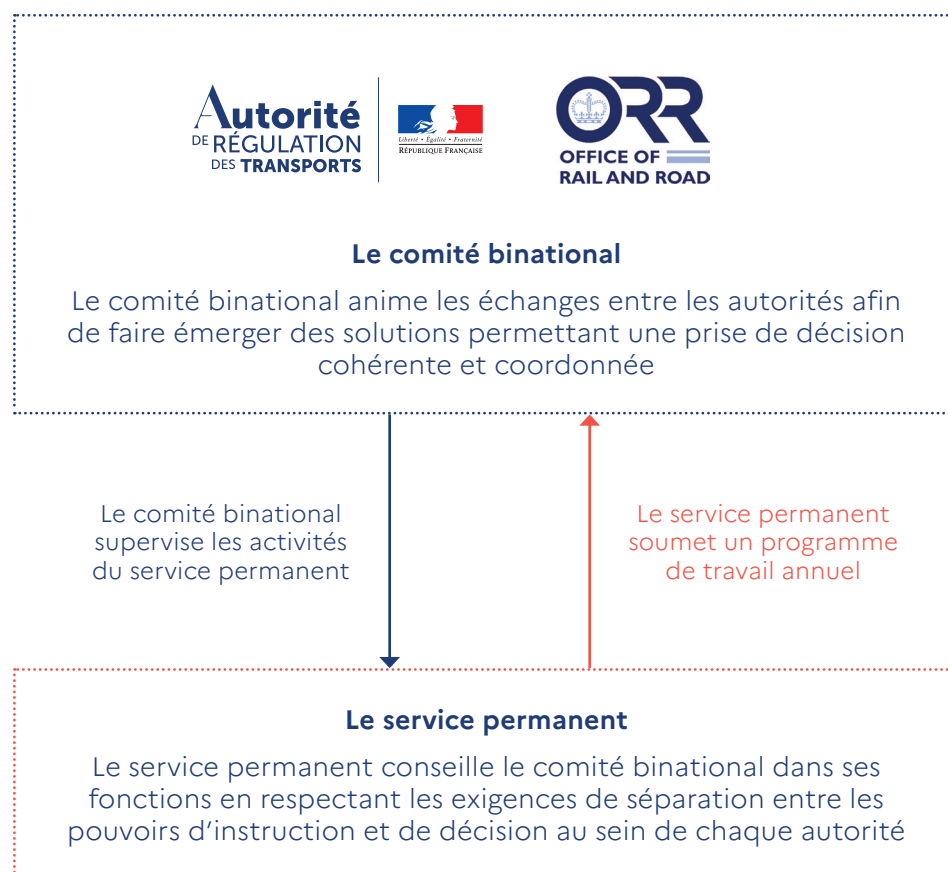 Autorité
DE RÉGULATION
DES TRANSPORTS
Liberté • Égalité • Fraternité
RÉPUBLIQUE FRANÇAISE
ORR
OFFICE OF
RAIL AND ROAD
Le comité binational
Le comité binational anime les échanges entre les autorités afin
de faire émerger des solutions permettant une prise de décision
cohérente et coordonnée
Le comité binational
supervise les activités
du service permanent
Le service permanent
soumet un programme
de travail annuel
Le service permanent
Le service permanent conseille le comité binational dans ses
fonctions en respectant les exigences de séparation entre les
pouvoirs d’instruction et de décision au sein de chaque autorité